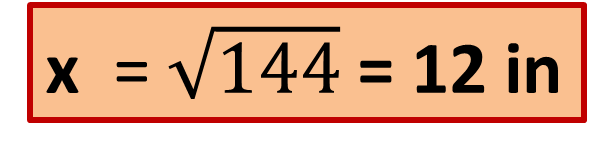 x = √144 = 12 in